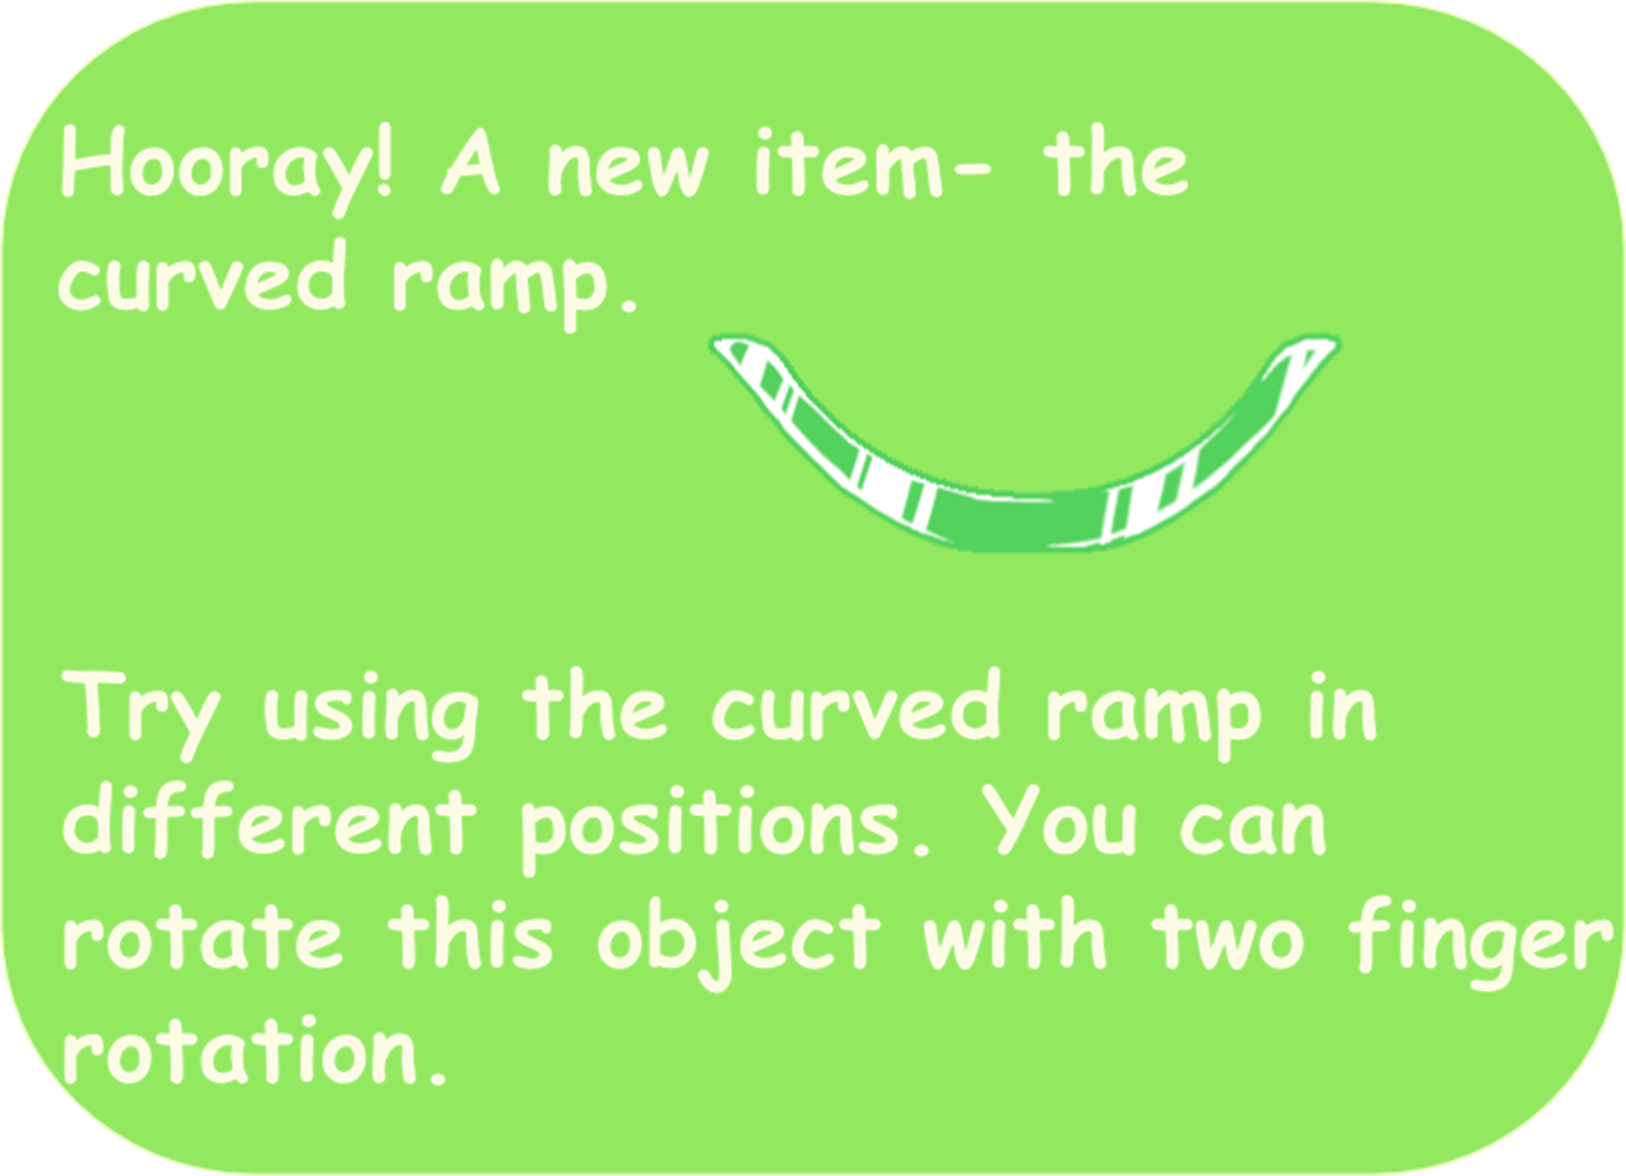 Hooray! A new item- the
curved ramp.
Try using the curved ramp in
different positions. You can
rotate this object with two finger
rotation.